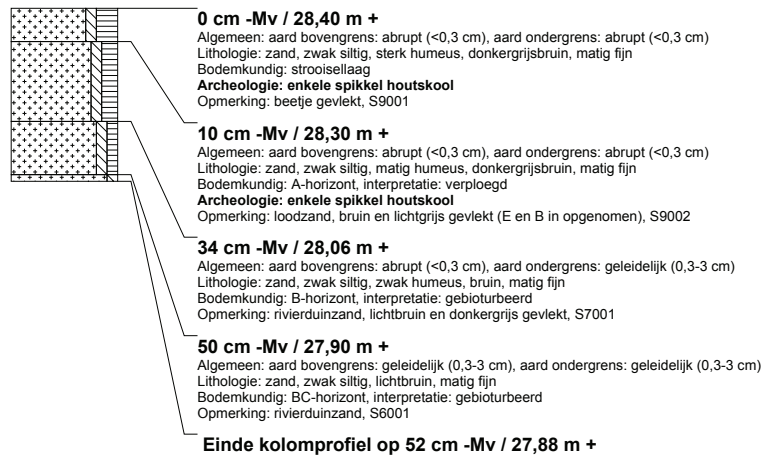 0 cm -Mv / 28,40 m +
Algemeen: aard bovengrens: abrupt (<0,3 cm), aard ondergrens: abrupt (<0,3 cm)
Lithologie: zand, zwak siltig, sterk humeus, donkergrijsbruin, matig fijn
Bodemkundig: strooisellaag
Archeologie: enkele spikkel houtskool
Opmerking: beetje gevlekt, S9001
10 cm -Mv / 28,30 m +
Algemeen: aard bovengrens: abrupt (<0,3 cm), aard ondergrens: abrupt (<0,3 cm)
Lithologie: zand, zwak siltig, matig humeus, donkergrijsbruin, matig fijn
Bodemkundig: A-horizont, interpretatie: verploegd
Archeologie: enkele spikkel houtskool
Opmerking: loodzand, bruin en lichtgrijs gevlekt (E en B in opgenomen), S9002
34 cm -Mv / 28,06 m +
Algemeen: aard bovengrens: abrupt (<0,3 cm), aard ondergrens: geleidelijk (0,3-3 cm)
Lithologie: zand, zwak siltig, zwak humeus, bruin, matig fijn
Bodemkundig: B-horizont, interpretatie: gebioturbeerd
Opmerking: rivierduinzand, lichtbruin en donkergrijs gevlekt, S7001
50 cm -Mv / 27,90 m +
Algemeen: aard bovengrens: geleidelijk (0,3-3 cm), aard ondergrens: geleidelijk (0,3-3 cm)
Lithologie: zand, zwak siltig, lichtbruin, matig fijn
Bodemkundig: BC-horizont, interpretatie: gebioturbeerd
Opmerking: rivierduinzand, S6001
Einde kolomprofiel op 52 cm -Mv / 27,88 m +